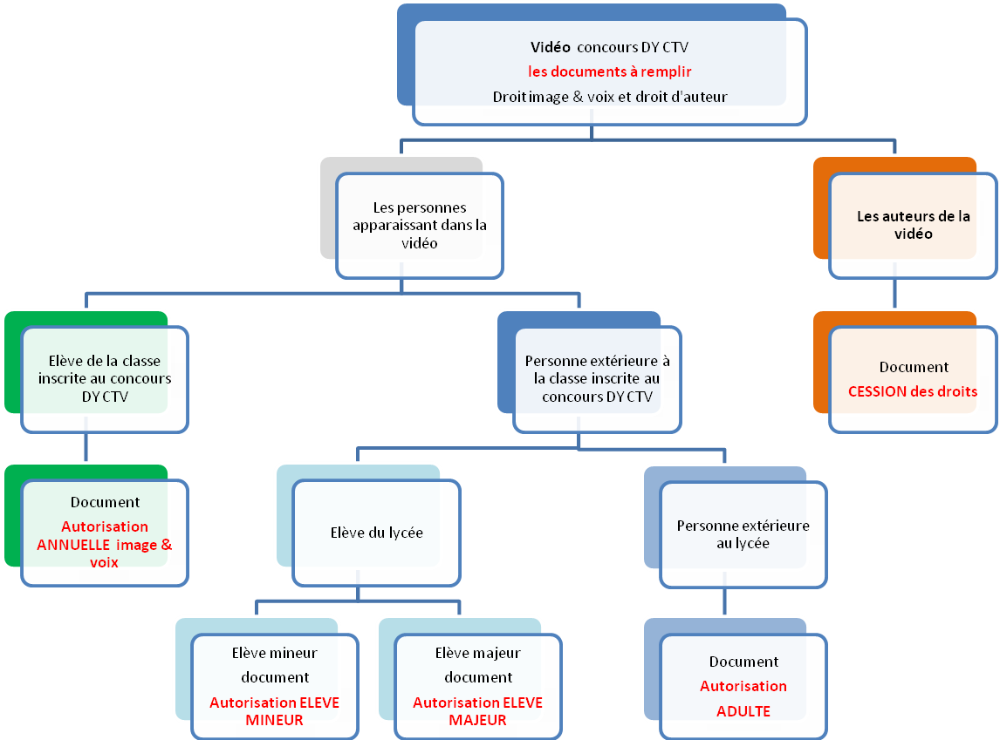 Vidéo concours DY CTV
les documents à remplir
Droit image & voix et droit d'auteur
Les personnes
apparaissant dans la
vidéo
Les auteurs de la
vidéo
Elève de la classe
inscrite au concours
DY CTV
Personne extérieure à
la classe inscrite au
concours DY CTV
Document
CESSION des droits
Document
Autorisation
ANNUELLE image &
voix
Elève du lycée
Personne extérieure
au lycée
Elève mineur
document
Autorisation ELEVE
MINEUR
Elève majeur
document
Autorisation ELEVE
MAJEUR
Document
Autorisation
ADULTE